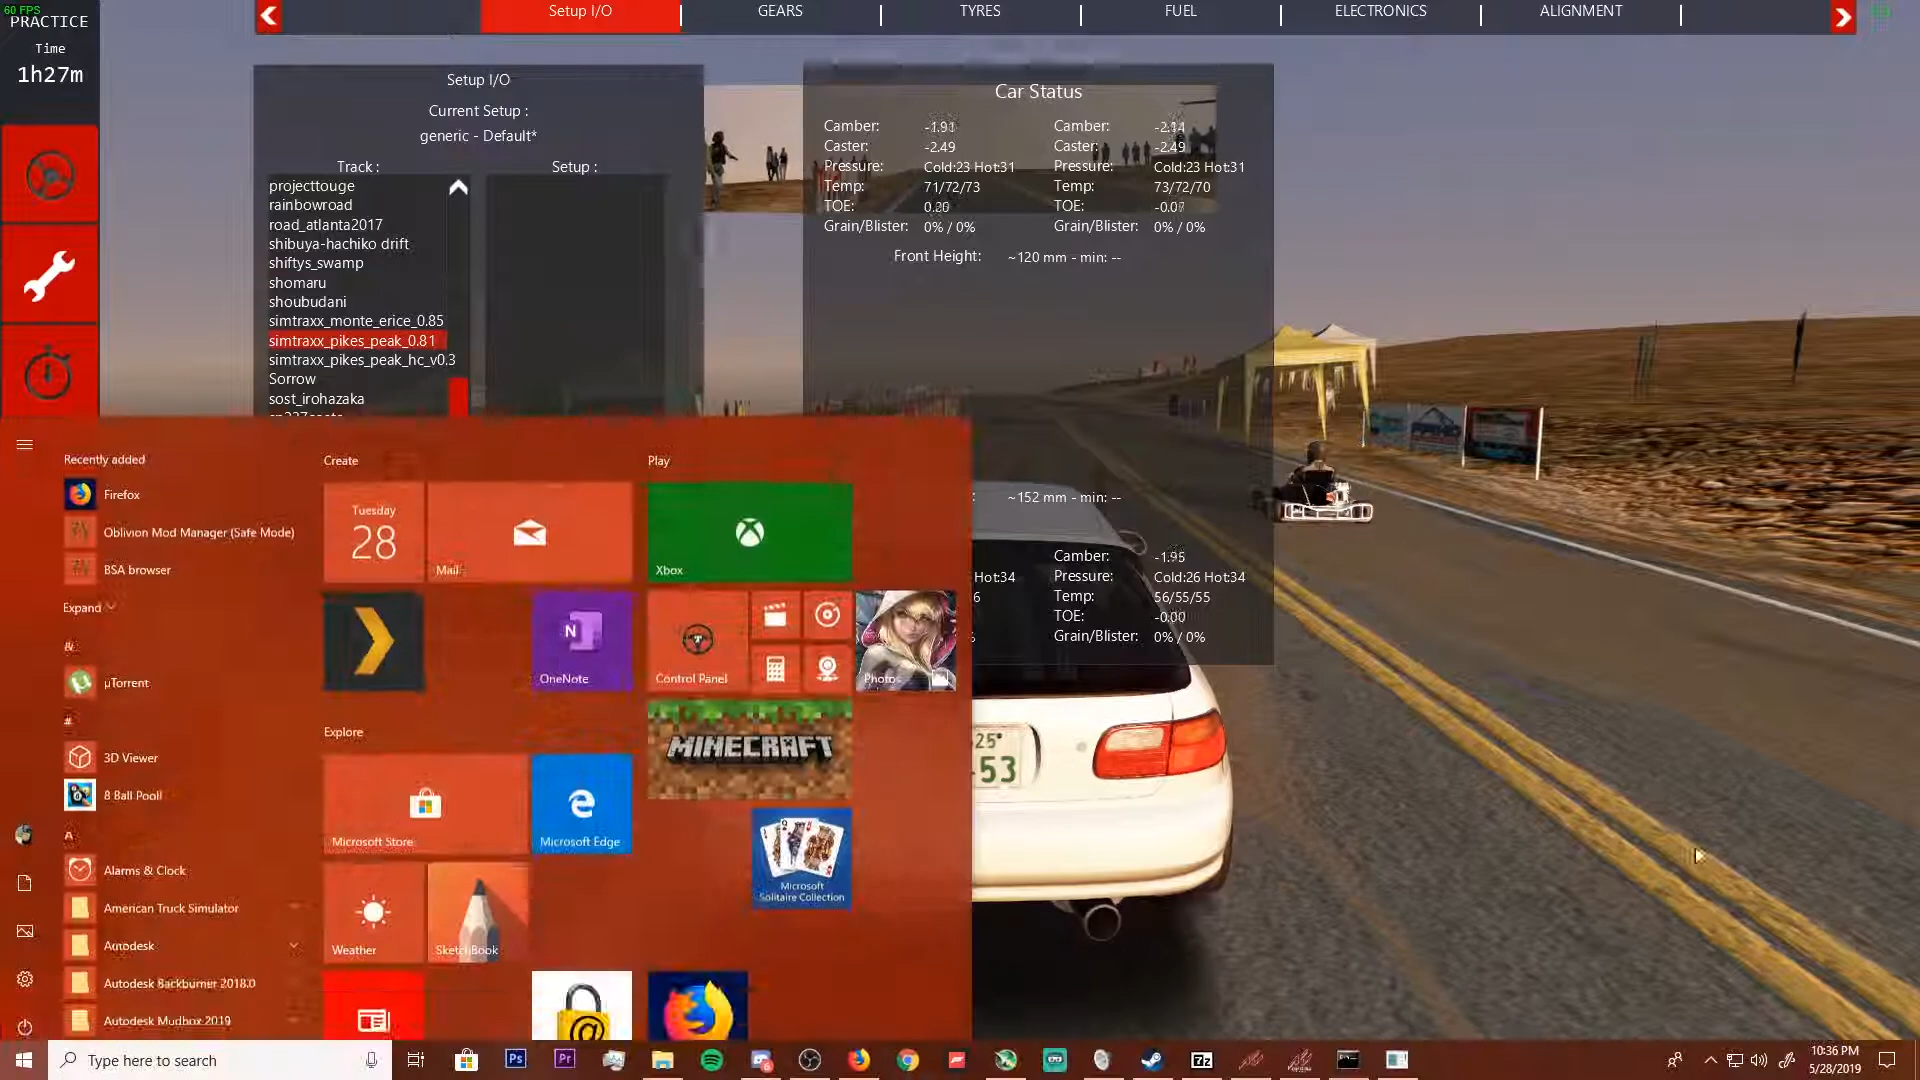 60 FPS
PRACTICE
Time
1h27m
Setup I/O
GEARS
TYRES
FUEL
ELECTRONICS
ALIGNMENT
Setup I/O
Current Setup :
generic - Default*
Track :
Setup :
projecttouge
rainbowroad
road_atlanta2017
shibuya-hachiko drift
shiftys_swamp
shomaru
shoubudani
simtraxx_monte_erice_0.85
simtraxx_pikes_peak_0.81
simtraxx_pikes_peak_hc_v0.3
Sorrow
sost_irohazaka
Car Status
Camber: -1.91 Camber: -2.14
Caster: -2.49 Caster: -2.49
Pressure: Cold:23 Hot:31 Pressure: Cold:23 Hot:31
Temp: 71/72/73 Temp: 73/72/70
TOE: 0.20 TOE: -0.07
Grain/Blister: 0% / 0% Grain/Blister: 0% / 0%
Front Height: ~120 mm - min: --
: ~152 mm - min: --
Camber: -1.95
Hot:34 Pressure: Cold:26 Hot:34
6 Temp: 56/55/55
TOE: -0.00
Grain/Blister: 0% / 0%
25
-53
Recently added
Firefox
Oblivion Mod Manager (Safe Mode)
BSA browser
Expand
&
µTorrent
#
3D Viewer
8 Ball Pool!
A
Alarms & Clock
American Truck Simulator
Autodesk
Autodesk Backburner 2018.0
Autodesk Mudbox 2019
Create
Tuesday
28
Mail
OneNote
Explore
Microsoft Store
Microsoft Edge
Weather
SketchBook
Play
Xbox
Control Panel
Photos
MINECRAFT
Microsoft
Solitaire Collection
Type here to search
Ps
Pr
7z
10:36 PM
5/28/2019